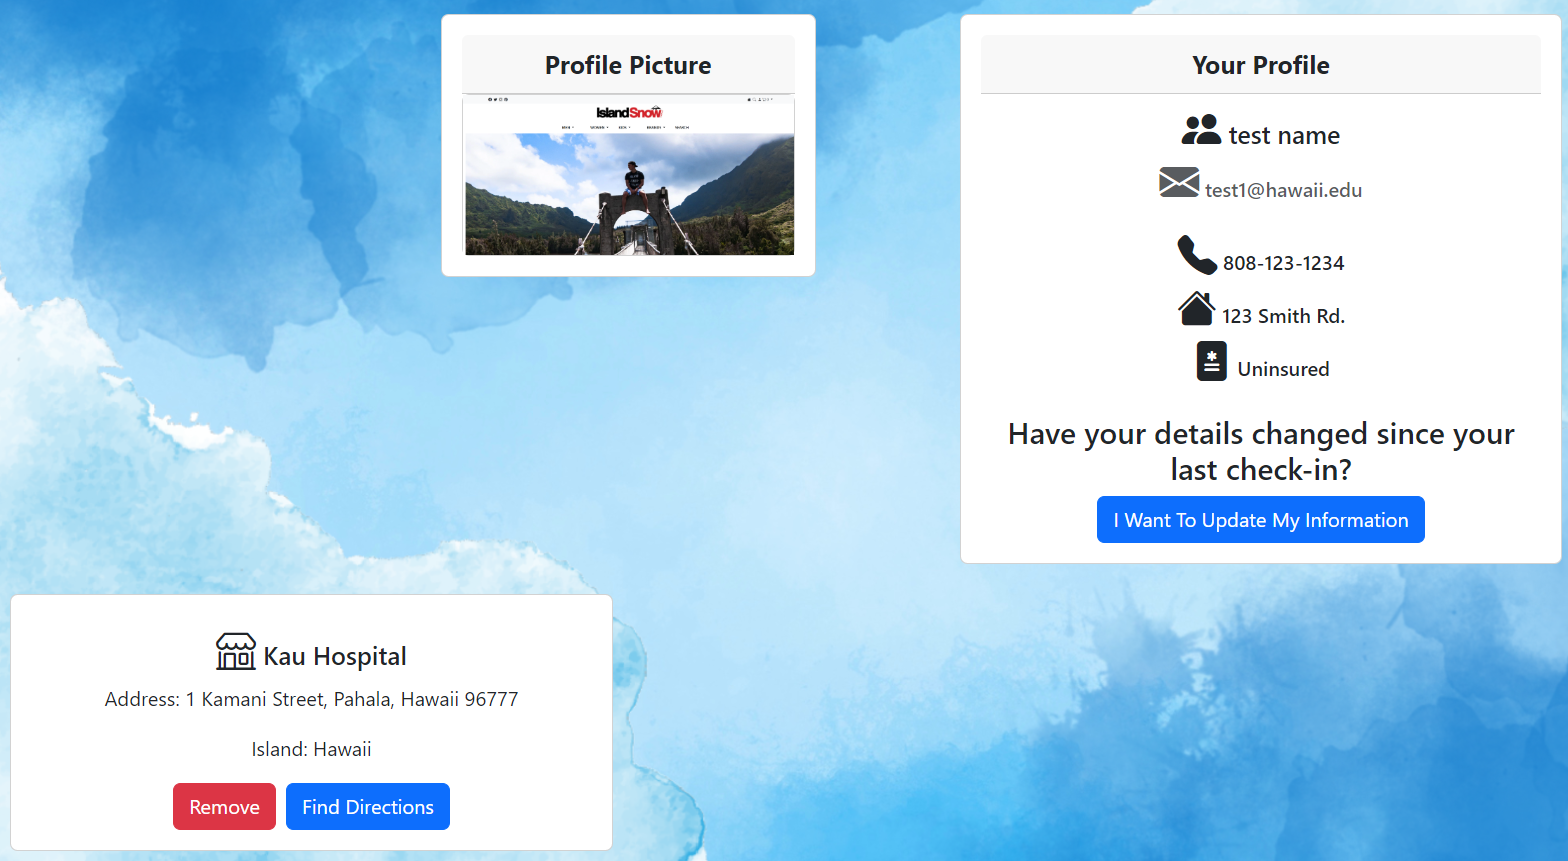 Profile Picture
IslandSnow
Your Profile
test name
test1@hawaii.edu
808-123-1234
123 Smith Rd.
Uninsured
Have your details changed since your
last check-in?
I Want To Update My Information
Kau Hospital
Address: 1 Kamani Street, Pahala, Hawaii 96777
Island: Hawaii
Remove
Find Directions